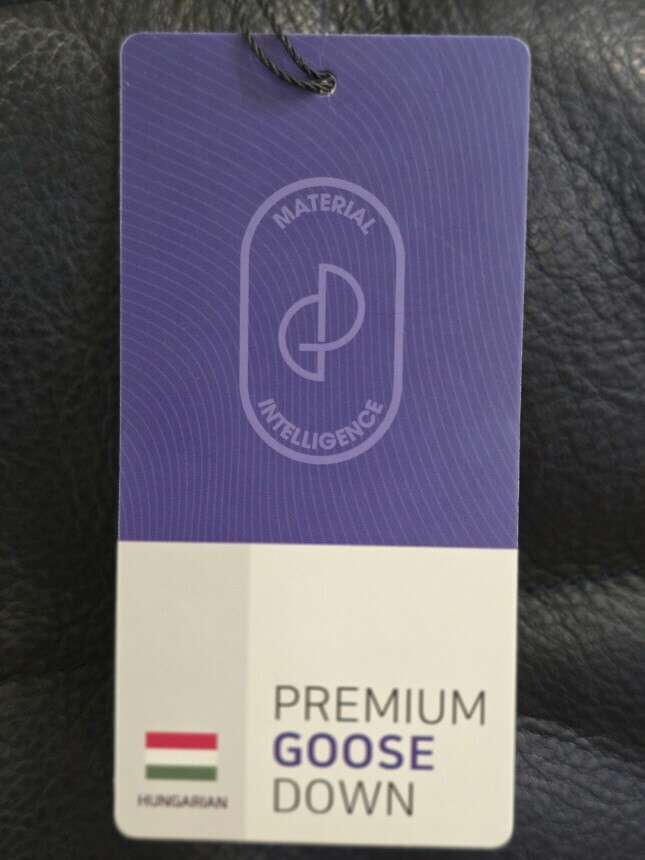 MATERIAL
INTELLIGENCE
PREMIUM
GOOSE
DOWN
HUNGARIAN